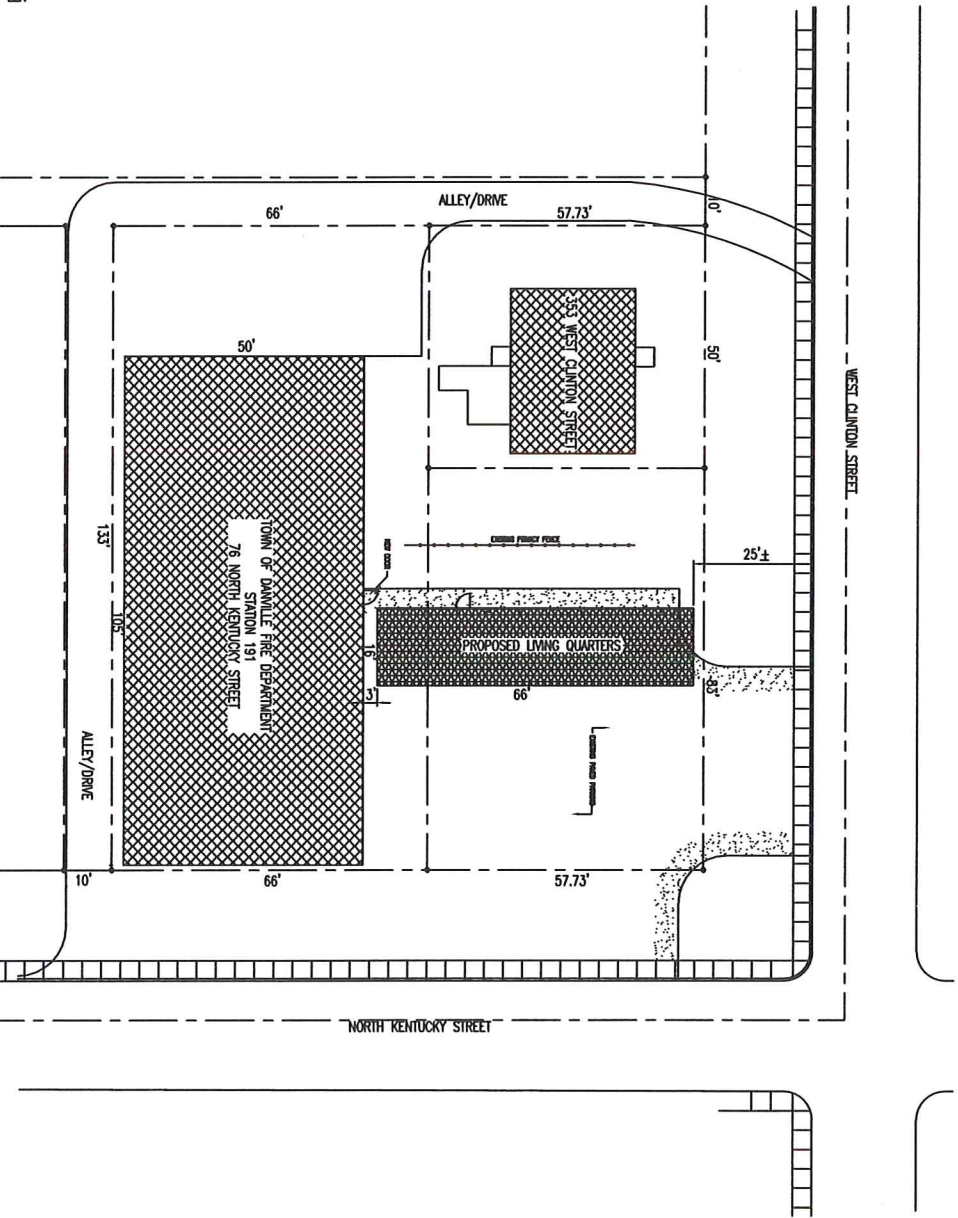 ALLEY/DRIVE
66'
57.73'
10'
50'
353 WEST CLINTON STREET
WEST CLINTON STREET
50'
25'±
EXISTING PRIVACY FENCE
NEW DOOR
133'
105'
TOWN OF DANVILLE FIRE DEPARTMENT
STATION 191
76 NORTH KENTUCKY STREET
PROPOSED LIVING QUARTERS
16'
3'
66'
83'
ALLEY/DRIVE
10'
66'
57.73'
NORTH KENTUCKY STREET